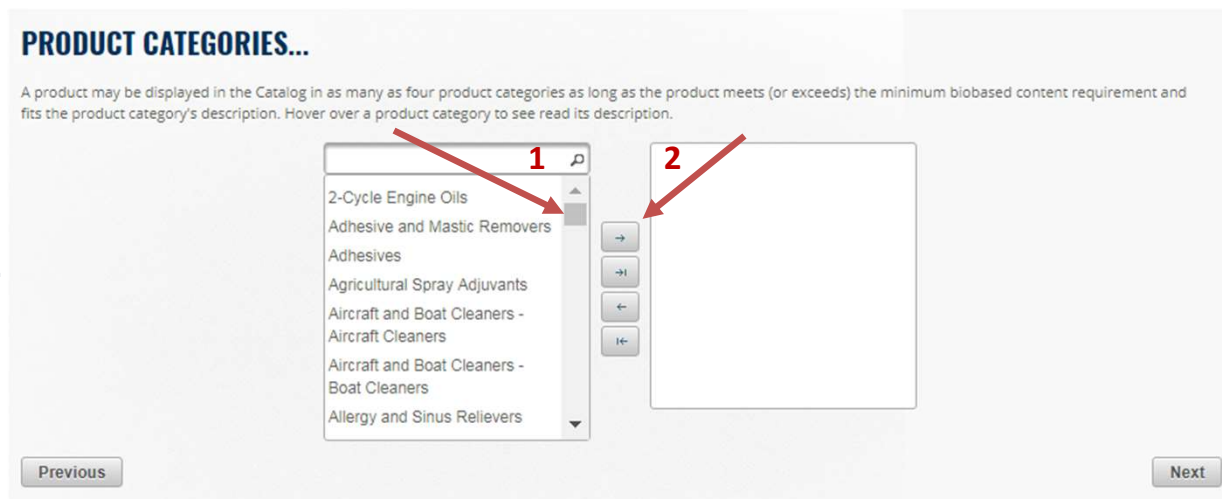 PRODUCT CATEGORIES...
A product may be displayed in the Catalog in as many as four product categories as long as the product meets (or exceeds) the minimum biobased content requirement and
fits the product category's description. Hover over a product category to see read its description.
1
2
2-Cycle Engine Oils
Adhesive and Mastic Removers
Adhesives
Agricultural Spray Adjuvants
Aircraft and Boat Cleaners -
Aircraft Cleaners
Aircraft and Boat Cleaners -
Boat Cleaners
Allergy and Sinus Relievers
Previous
Next